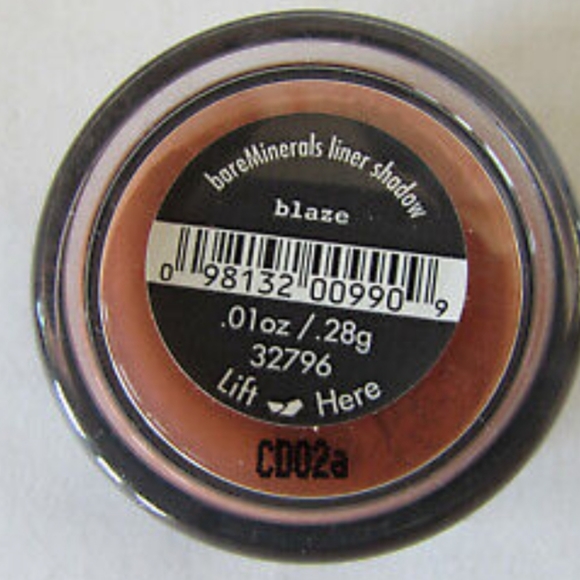 bareMinerals liner shadow
blaze
0 98132 00990 9
.01oz /.28g
32796
Lift Here
CD02a